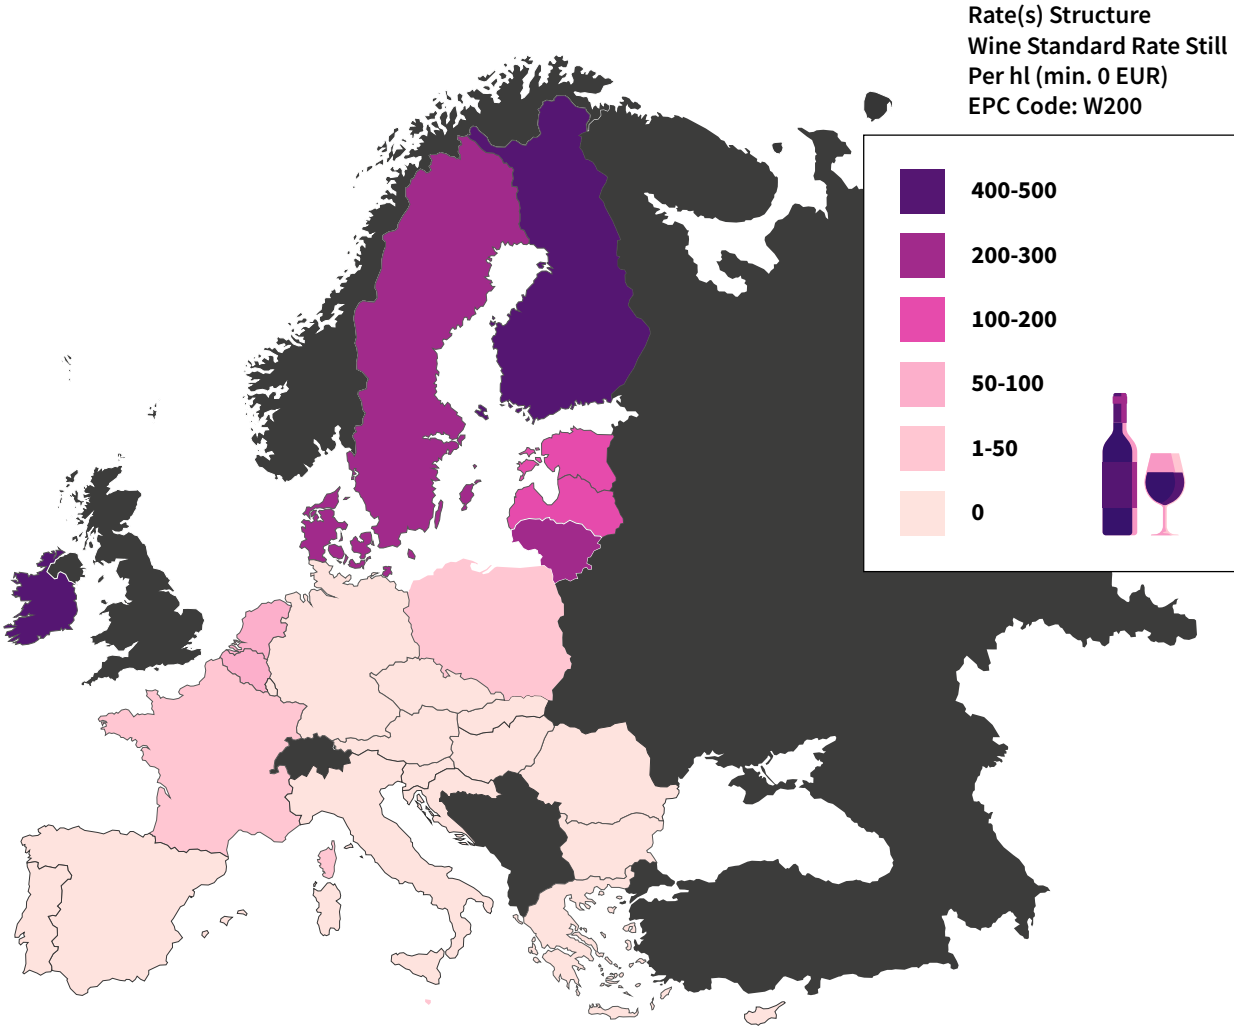 Rate(s) Structure
Wine Standard Rate Still
Per hl (min. 0 EUR)
EPC Code: W200
400-500
200-300
100-200
50-100
1-50
0